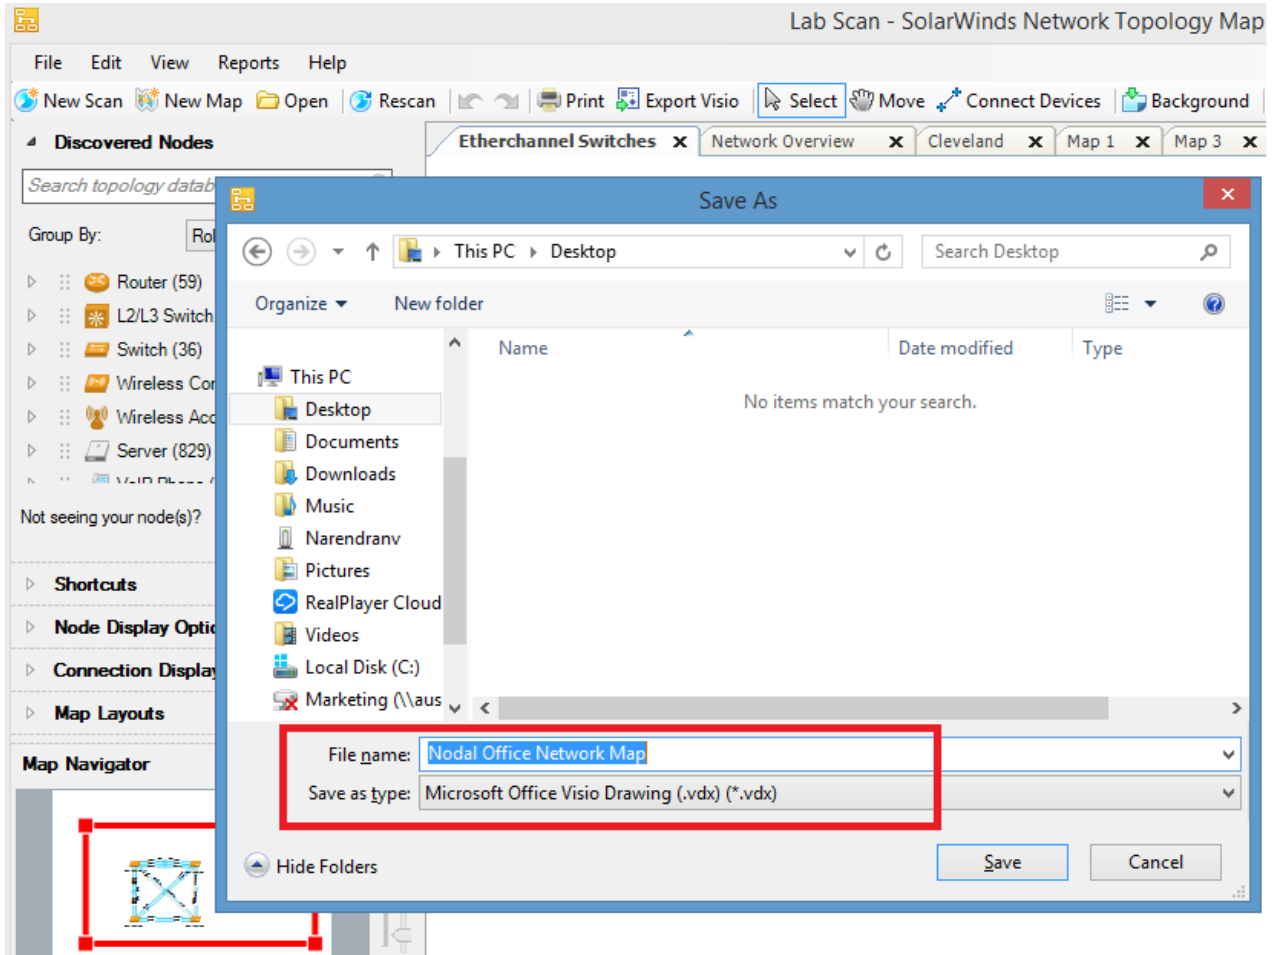 Lab Scan - SolarWinds Network Topology Map
File Edit View Reports Help
New Scan New Map Open Rescan Print Export Visio Select Move Connect Devices Background
Discovered Nodes
Etherchannel Switches x Network Overview x Cleveland x Map 1 x Map 3 x
Search topology datab
Save As
Group By: Rol
This PC Desktop
Search Desktop
Organize New folder
Router (59)
L2/L3 Switch
Switch (36)
Wireless Cor
Wireless Acc
Server (829)
VoIP Phone (
Not seeing your node(s)?
Shortcuts
Node Display Optic
Connection Display
Map Layouts
Map Navigator
Name Date modified Type
No items match your search.
This PC
Desktop
Documents
Downloads
Music
Narendranv
Pictures
RealPlayer Cloud
Videos
Local Disk (C:)
Marketing (\\aus
File name: Nodal Office Network Map
Save as type: Microsoft Office Visio Drawing (.vdx) (*.vdx)
Hide Folders
Save Cancel